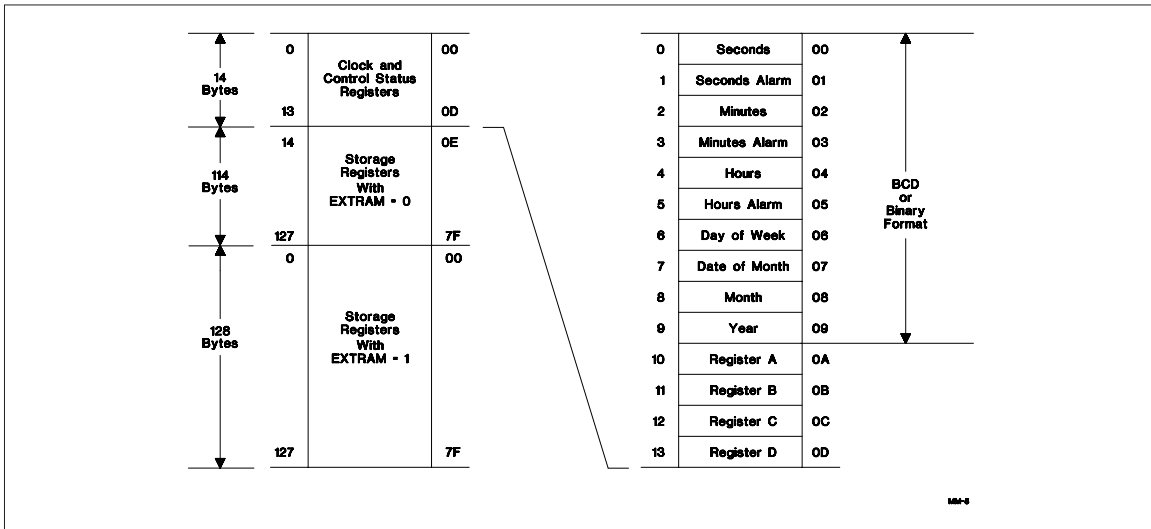 14
Bytes
114
Bytes
128
Bytes
0 00
Clock and
Control Status
Registers
13 0D
14 0E
Storage
Registers
With
EXTRAM = 0
127 7F
0 00
Storage
Registers
With
EXTRAM = 1
127 7F
0 Seconds 00
1 Seconds Alarm 01
2 Minutes 02
3 Minutes Alarm 03
4 Hours 04
5 Hours Alarm 05
6 Day of Week 06
7 Date of Month 07
8 Month 08
9 Year 09
10 Register A 0A
11 Register B 0B
12 Register C 0C
13 Register D 0D
BCD
or
Binary
Format